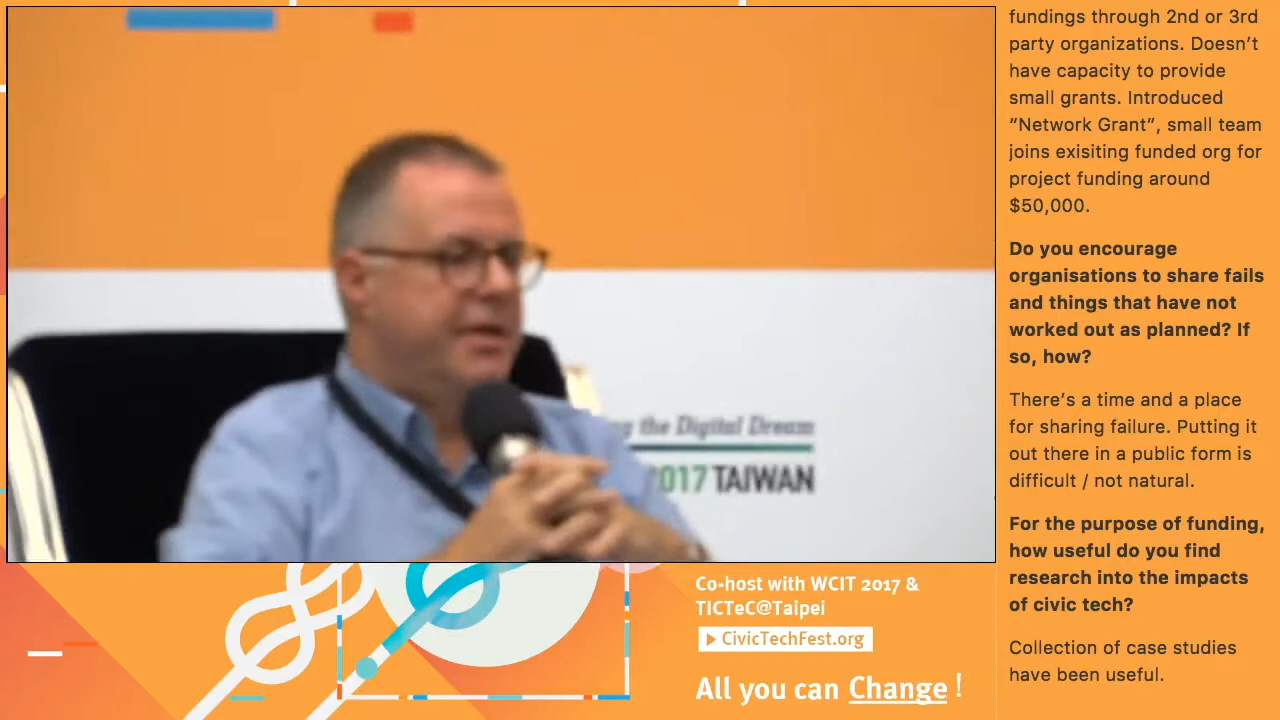 fundings through 2nd or 3rd
party organizations. Doesn’t
have capacity to provide
small grants. Introduced
“Network Grant”, small team
joins exisiting funded org for
project funding around
$50,000.
Do you encourage
organisations to share fails
and things that have not
worked out as planned? If
so, how?
There’s a time and a place
for sharing failure. Putting it
out there in a public form is
difficult / not natural.
For the purpose of funding,
how useful do you find
research into the impacts
of civic tech?
Collection of case studies
have been useful.
the Digital Dream
2017 TAIWAN
Co-host with WCIT 2017 &
TICTeC@Taipei
CivicTechFest.org
All you can Change !